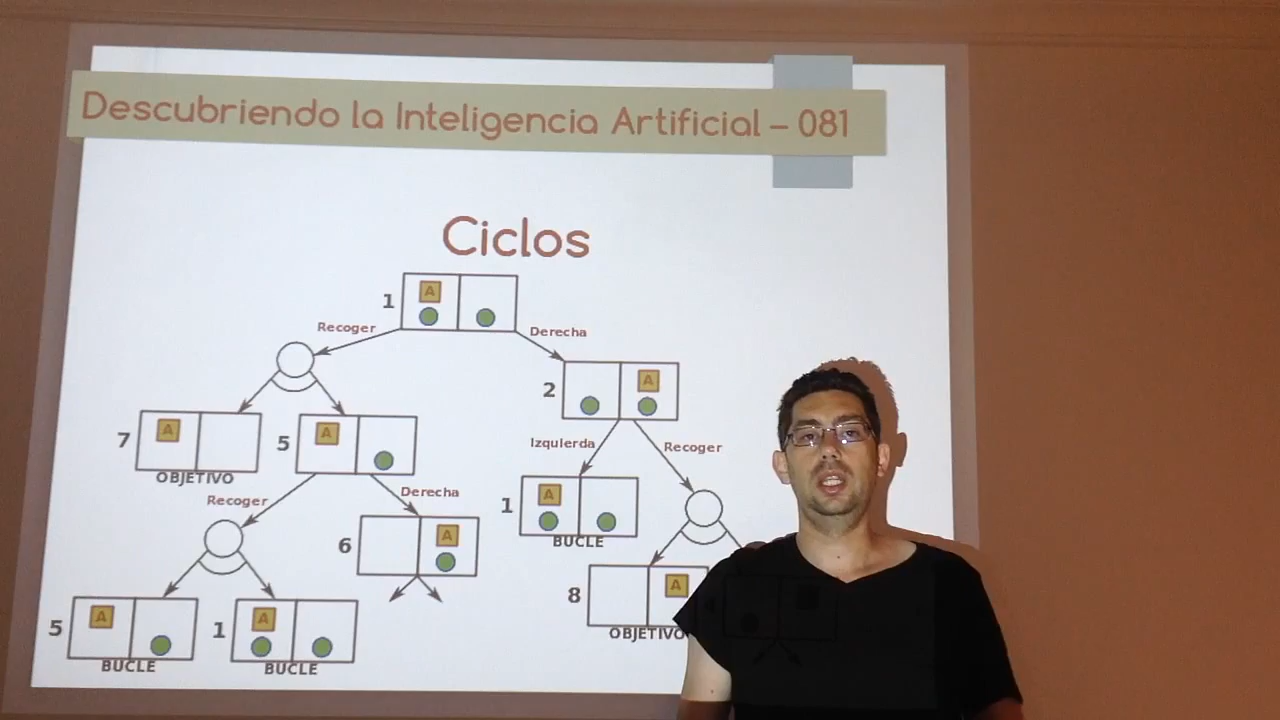 Descubriendo la Inteligencia Artificial – 081
Ciclos
1
A
Recoger
Derecha
2
A
7
A
5
A
OBJETIVO
Izquierda
Recoger
Recoger
Derecha
1
A
BUCLE
6
A
8
A
OBJETIVO
5
A
BUCLE
1
A
BUCLE